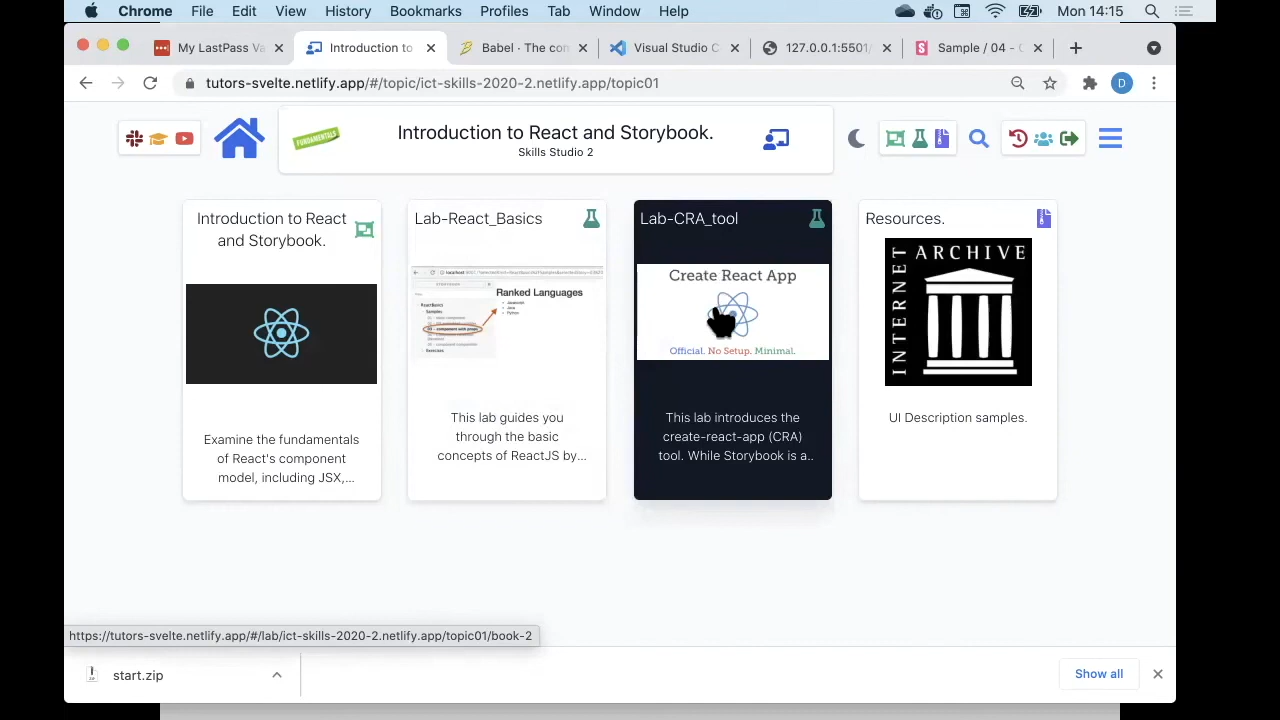 Chrome File Edit View History Bookmarks Profiles Tab Window Help Mon 14:15
My LastPass Va
Introduction to
Babel · The con
Visual Studio C
127.0.0.1:5501/
Sample / 04 -
tutors-svelte.netlify.app/#/topic/ict-skills-2020-2.netlify.app/topic01
D
FUNDAMENTALS
Introduction to React and Storybook.
Skills Studio 2
Introduction to React
and Storybook.
Examine the fundamentals
of React's component
model, including JSX,...
Lab-React_Basics
Ranked Languages
This lab guides you
through the basic
concepts of ReactJS by...
Lab-CRA_tool
Create React App
Official. No Setup. Minimal.
This lab introduces the
create-react-app (CRA)
tool. While Storybook is a..
Resources.
INTERNET
ARCHIVE
UI Description samples.
https://tutors-svelte.netlify.app/#/lab/ict-skills-2020-2.netlify.app/topic01/book-2
start.zip
Show all